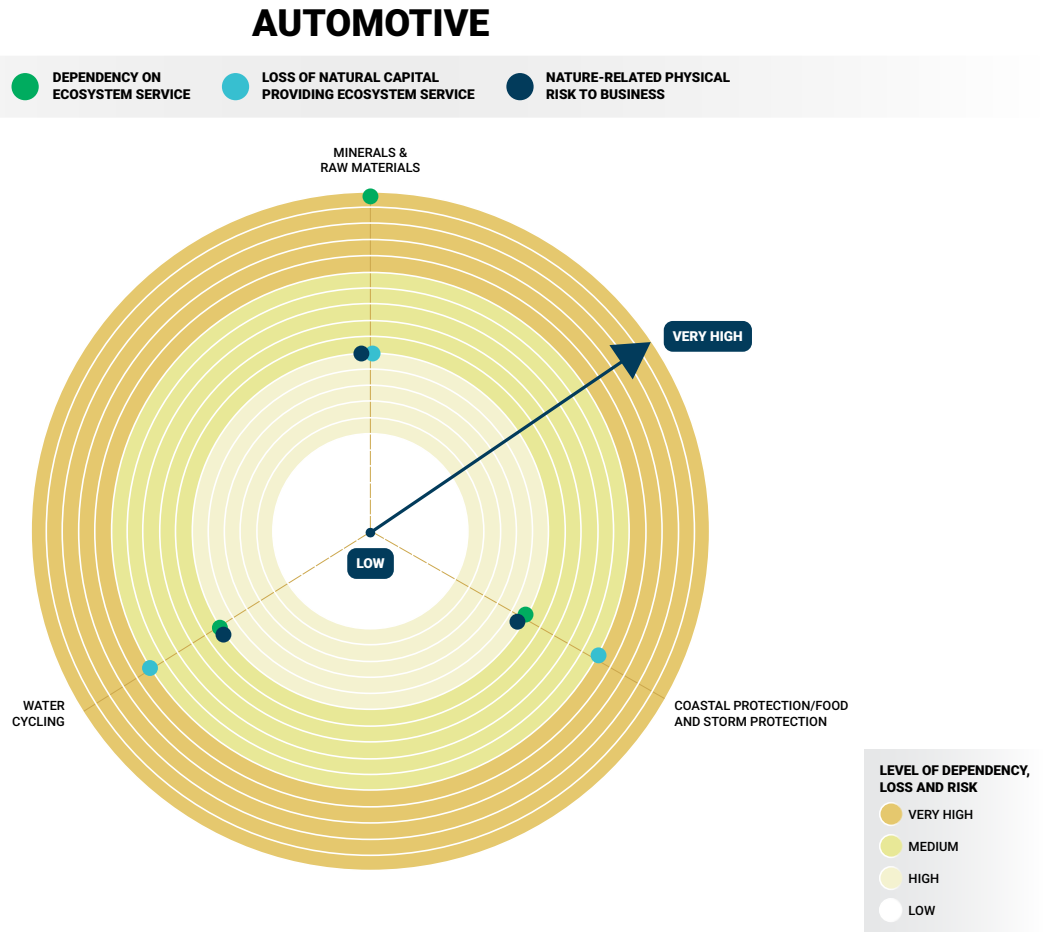 AUTOMOTIVE
DEPENDENCY ON
ECOSYSTEM SERVICE
LOSS OF NATURAL CAPITAL
PROVIDING ECOSYSTEM SERVICE
NATURE-RELATED PHYSICAL
RISK TO BUSINESS
MINERALS &
RAW MATERIALS
VERY HIGH
LOW
WATER
CYCLING
COASTAL PROTECTION/FOOD
AND STORM PROTECTION
LEVEL OF DEPENDENCY,
LOSS AND RISK
VERY HIGH
MEDIUM
HIGH
LOW